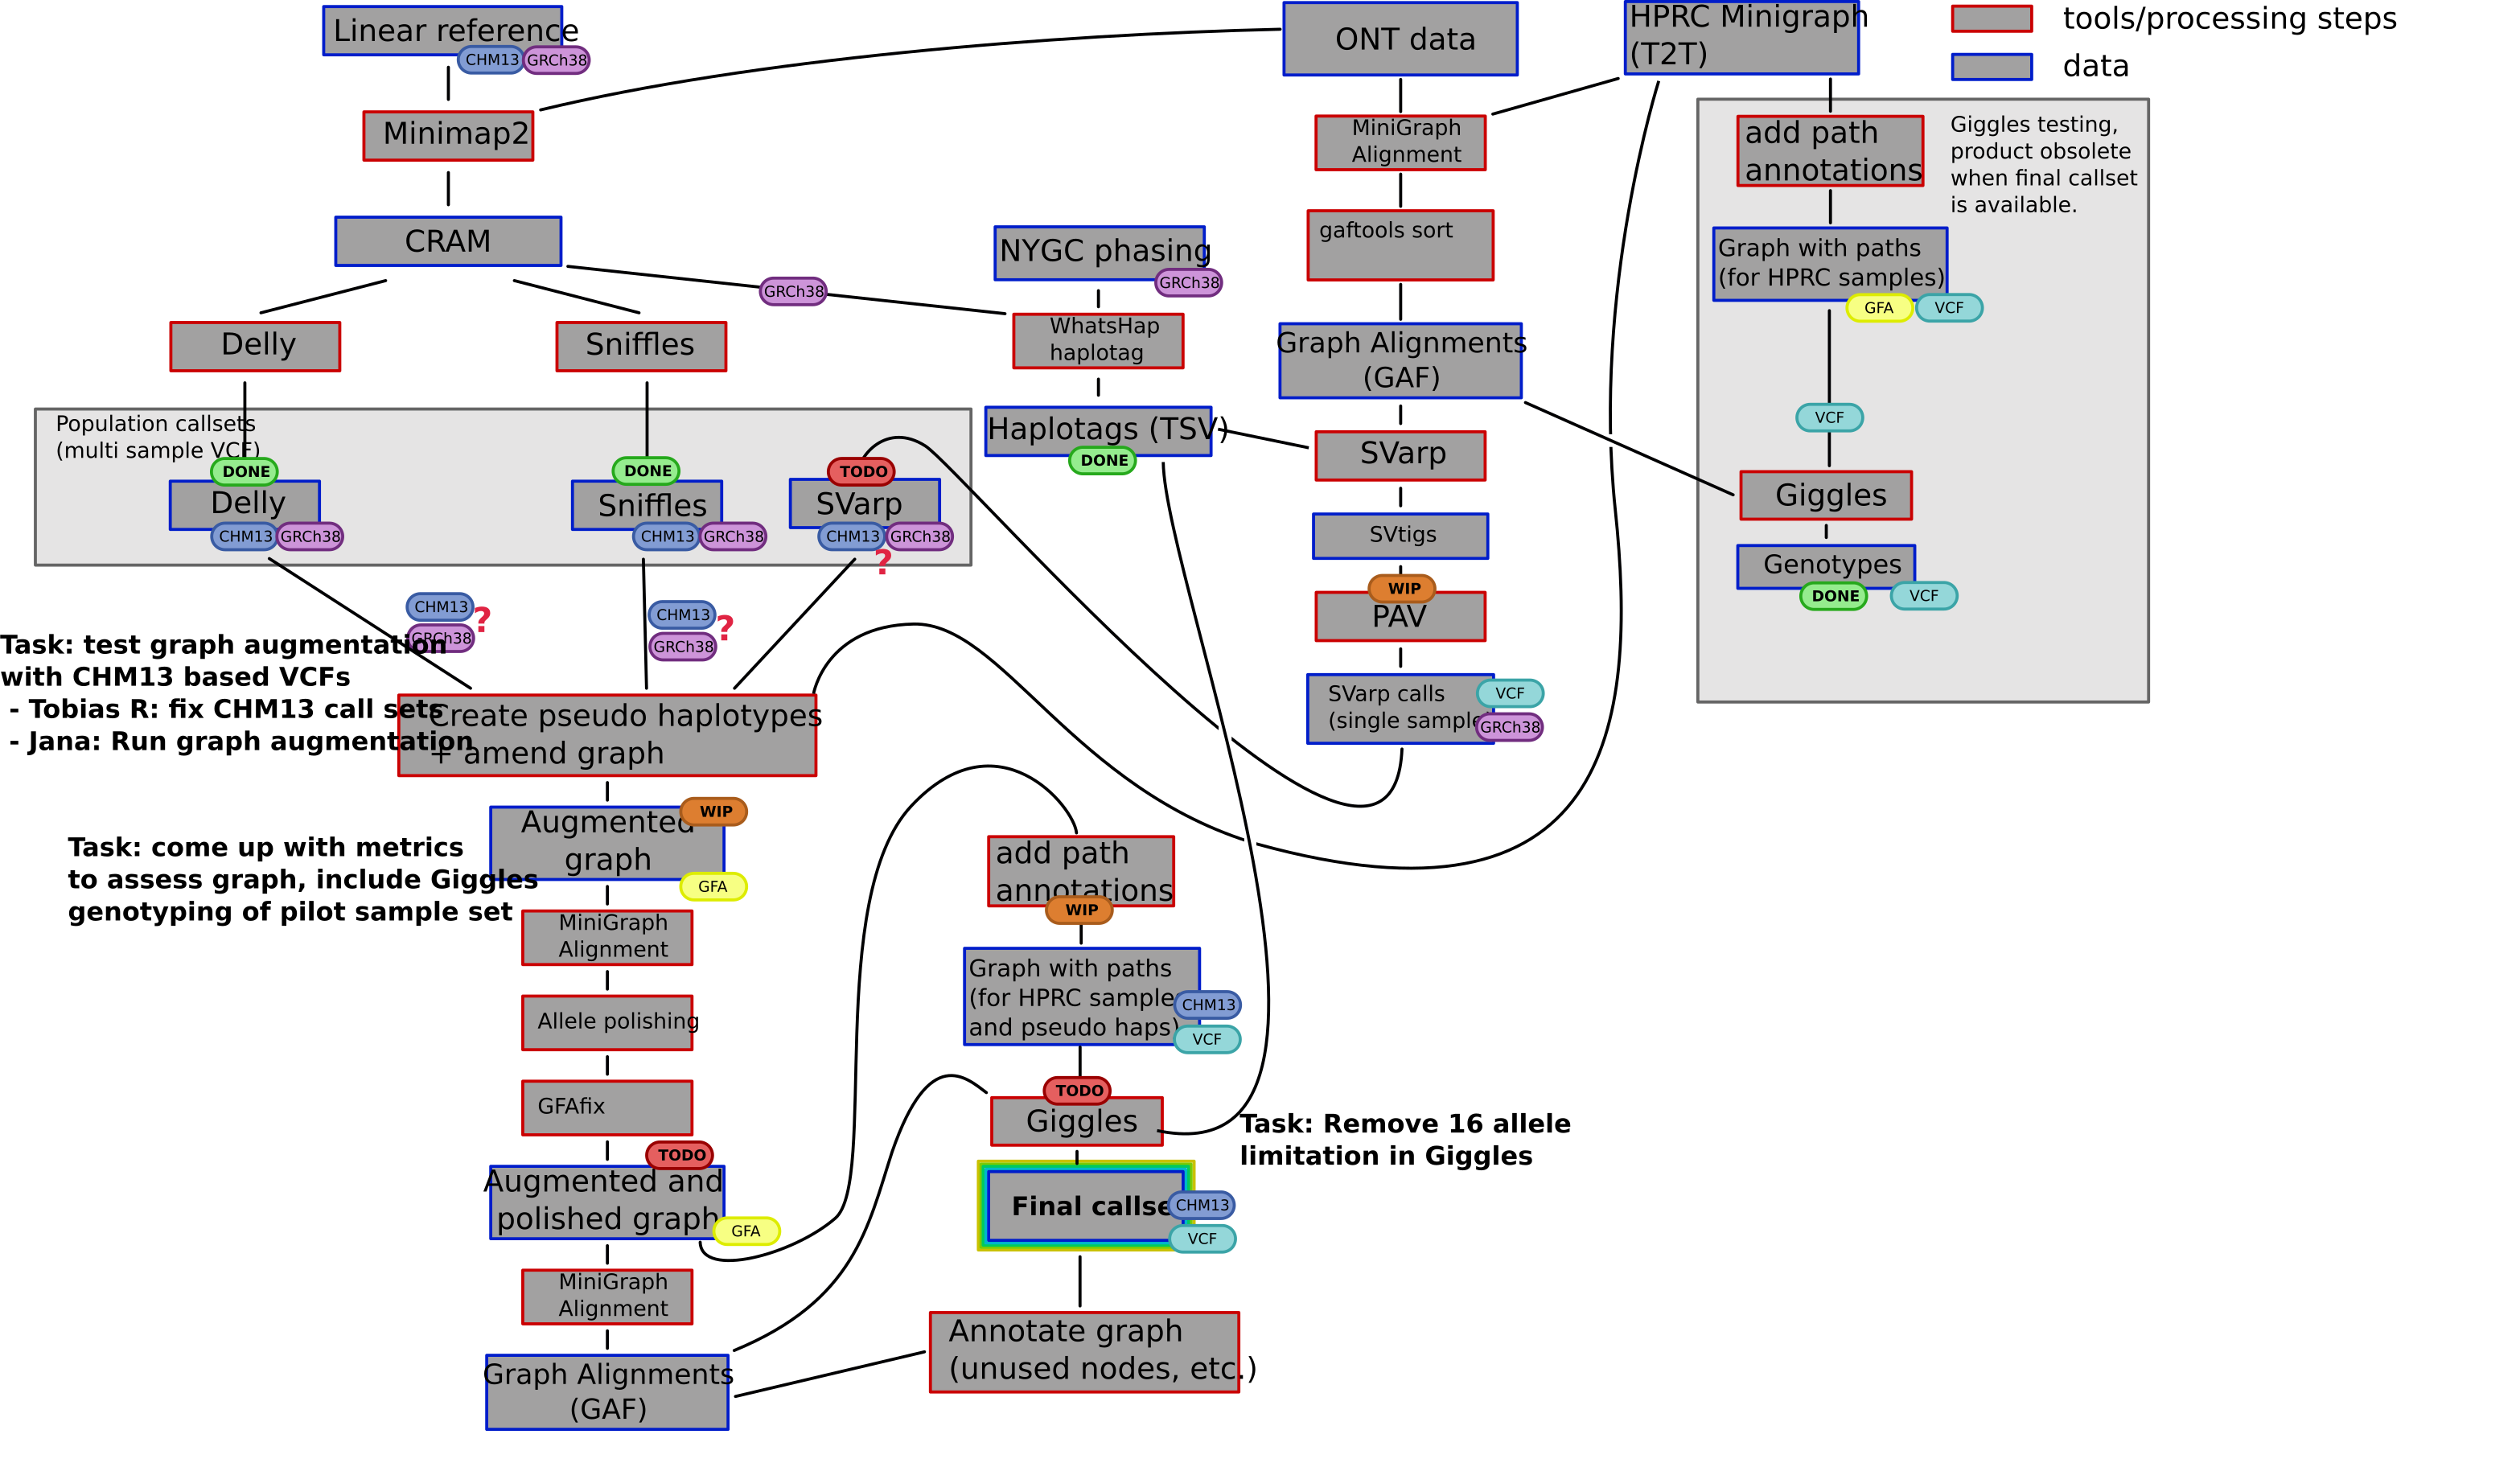 Linear reference
CHM13
GRCh38
ONT data
HPRC Minigraph
(T2T)
tools/processing steps
data
Minimap2
MiniGraph
Alignment
add path
annotations
Giggles testing,
product obsolete
when final callset
is available.
CRAM
NYGC phasing
GRCh38
gaftools sort
Graph with paths
(for HPRC samples)
GFA
VCF
GRCh38
Delly
Sniffles
WhatsHap
haplotag
Graph Alignments
(GAF)
VCF
Population callsets
(multi sample VCF)
Haplotags (TSV)
DONE
SVarp
DONE
Delly
CHM13
GRCh38
DONE
Sniffles
CHM13
GRCh38
TODO
SVarp
CHM13
GRCh38
?
Giggles
SVtigs
Genotypes
DONE
VCF
WIP
PAV
CHM13
GRCh38
?
CHM13
GRCh38
?
Task: test graph augmentation
with CHM13 based VCFs
- Tobias R: fix CHM13 call sets
- Jana: Run graph augmentation
Create pseudo haplotypes
+ amend graph
SVarp calls
(single sample
VCF
GRCh38
WIP
Augmented
graph
GFA
Task: come up with metrics
to assess graph, include Giggles
genotyping of pilot sample set
add path
annotations
WIP
MiniGraph
Alignment
Graph with paths
(for HPRC sample
and pseudo haps)
CHM13
VCF
Allele polishing
GFAfix
TODO
Giggles
Task: Remove 16 allele
limitation in Giggles
TODO
Augmented and
polished graph
GFA
Final callse
CHM13
VCF
MiniGraph
Alignment
Annotate graph
(unused nodes, etc.)
Graph Alignments
(GAF)